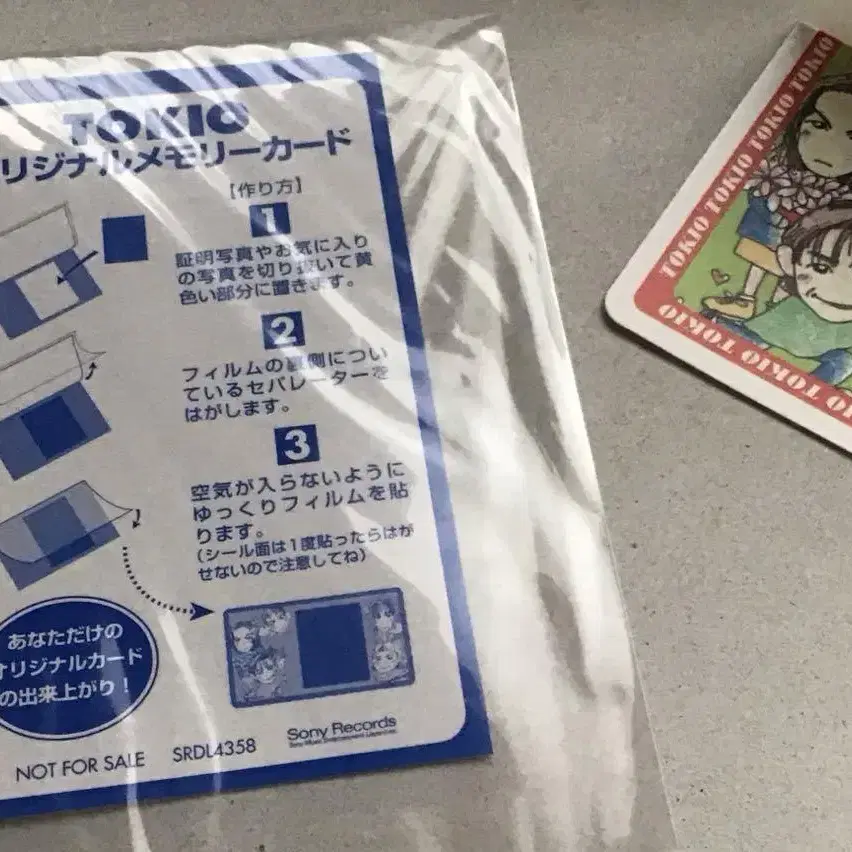 TOKIO
リジナルメモリーカード
【作り方】
1
証明写真やお気に入り
の写真を切り抜いて黄
色い部分に置きます。
2
フィルムの裏側につい
ているセパレーターを
はがします。
3
空気が入らないように
ゆっくりフィルムを貼
ります。
(シール面は1度貼ったらはが
せないので注意してね)
あなただけの
オリジナルカード
の出来上がり!
NOT FOR SALE SRDL4358 Sony Records
TOKIO TOKIO TOKIO TOKIO
TOKIO TOKIO